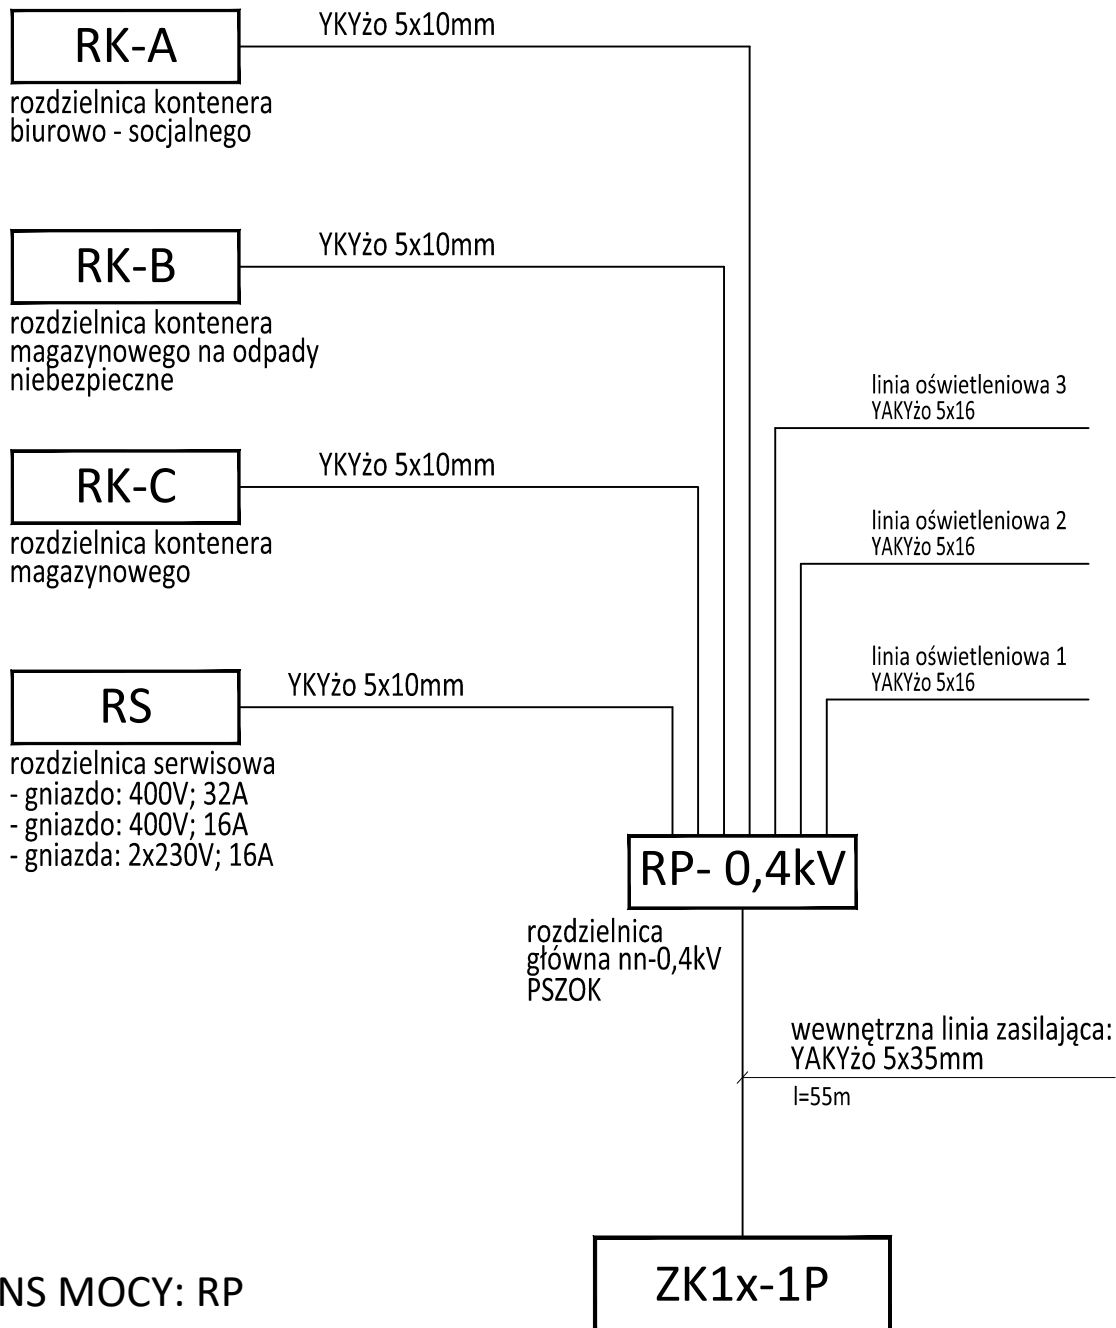 RK-A
YKYżo 5x10mm
rozdzielnica kontenera
biurowo - socjalnego
RK-B
YKYżo 5x10mm
rozdzielnica kontenera
magazynowego na odpady
niebezpieczne
linia oświetleniowa 3
YAKYżo 5x16
RK-C
YKYżo 5x10mm
rozdzielnica kontenera
magazynowego
linia oświetleniowa 2
YAKYżo 5x16
RS
YKYżo 5x10mm
rozdzielnica serwisowa
- gniazdo: 400V; 32A
- gniazdo: 400V; 16A
- gniazda: 2x230V; 16A
linia oświetleniowa 1
YAKYżo 5x16
RP- 0,4kV
rozdzielnica
główna nn-0,4kV
PSZOK
wewnętrzna linia zasilająca:
YAKYżo 5x35mm
l=55m
ZK1x-1P
NS MOCY: RP